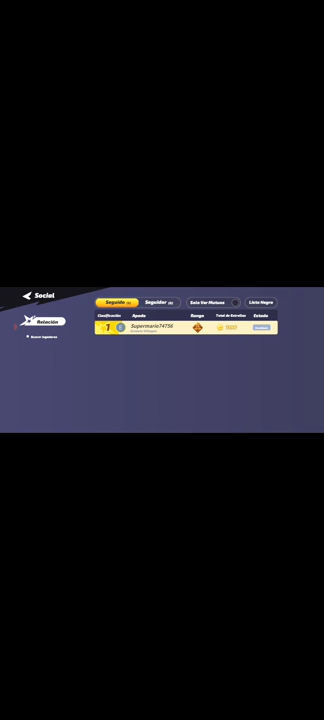 Social
Seguido (1) Seguidor (0) Solo Ver Mutuos Lista Negra
Relación
Clasificación Apodo Rango Total de Estrellas Estado
1 Supermario74756
Buscar Jugadores